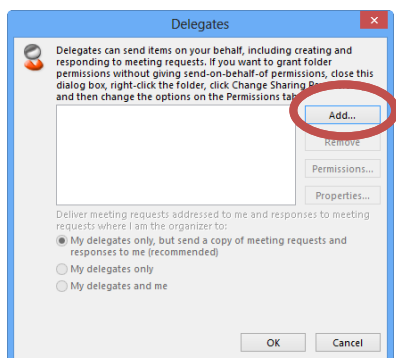 Delegates
Delegates can send items on your behalf, including creating and
responding to meeting requests. If you want to grant folder
permissions without giving send-on-behalf-of permissions, close this
dialog box, right-click the folder, click Change Sharing
and then change the options on the Permissions
Add...
Remove
Permissions...
Properties...
Deliver meeting requests addressed to me and responses to meeting
requests where I am the organizer to:
My delegates only, but send a copy of meeting requests and
responses to me (recommended)
My delegates only
My delegates and me
OK
Cancel